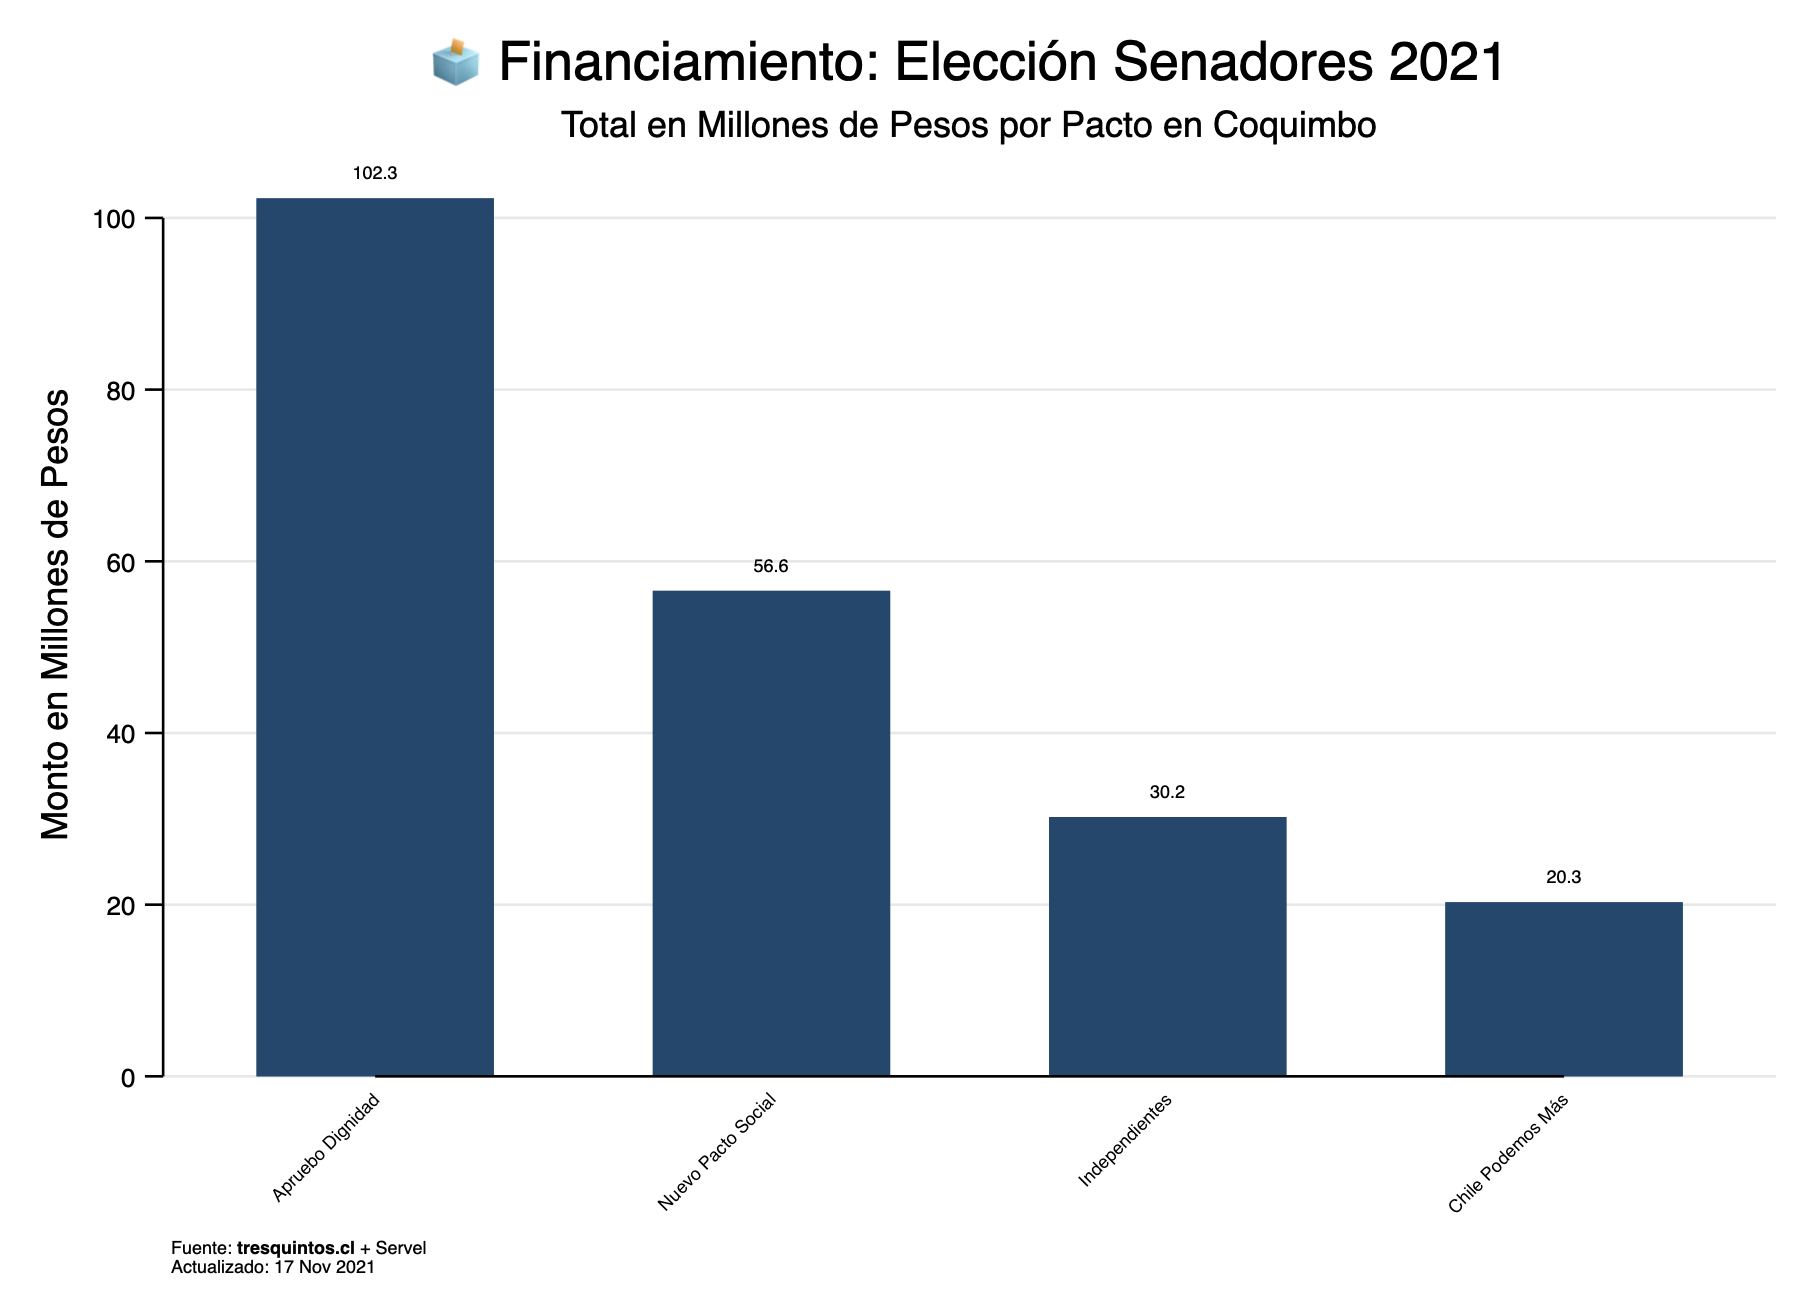 Financiamiento: Elección Senadores 2021
Total en Millones de Pesos por Pacto en Coquimbo
Monto en Millones de Pesos
100
80
60
40
20
0
102.3
56.6
30.2
20.3
Apruebo Dignidad
Nuevo Pacto Social
Independientes
Chile Podemos Más
Fuente: tresquintos.cl + Servel
Actualizado: 17 Nov 2021